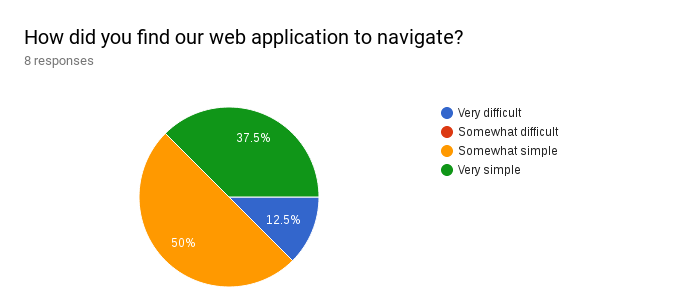 How did you find our web application to navigate?
8 responses
37.5%
12.5%
50%
Very difficult
Somewhat difficult
Somewhat simple
Very simple